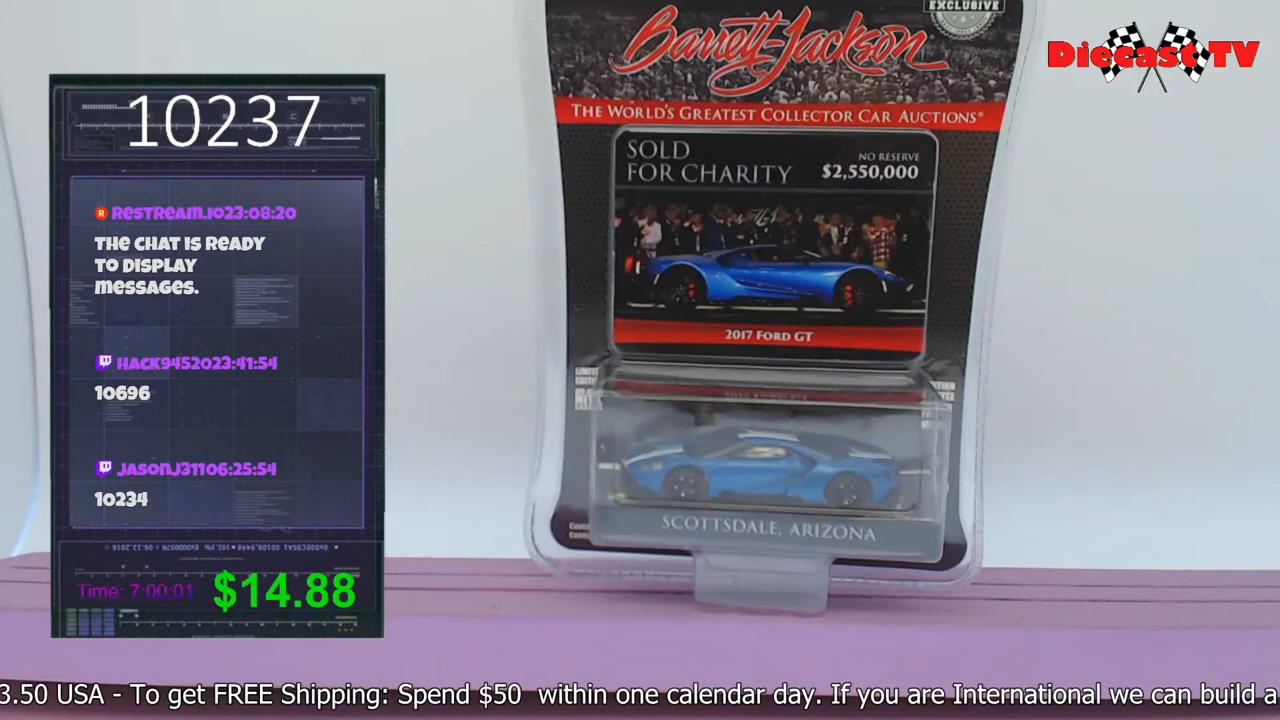 10237
Restream.io23:08:20
The chat is ready
to display
messages.
Hack9452023:41:54
10696
JasonJ31106:25:54
10234
Time: 7:00:01 $14.88
EXCLUSIVE
Barrett-Jackson
THE WORLD'S GREATEST COLLECTOR CAR AUCTIONS®
SOLD
FOR CHARITY
NO RESERVE
$2,550,000
2017 FORD GT
SCOTTSDALE, ARIZONA
Diecast TV
3.50 USA - To get FREE Shipping: Spend $50 within one calendar day. If you are International we can build a